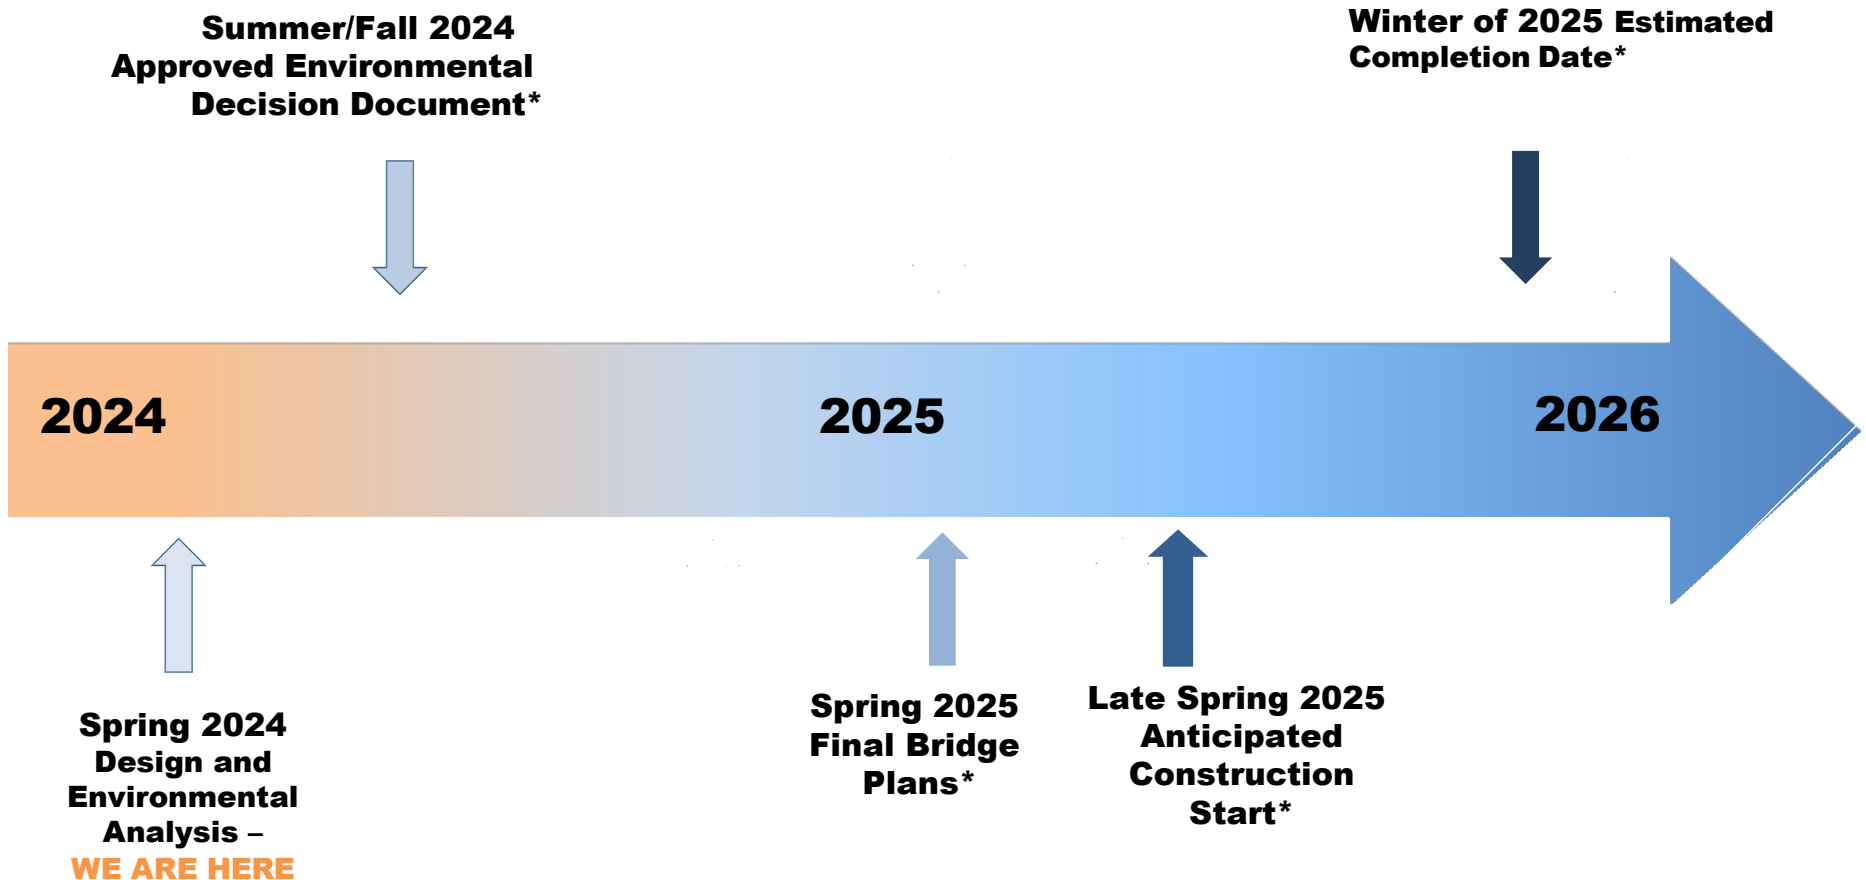 Summer/Fall 2024
Approved Environmental
Decision Document*
Winter of 2025 Estimated
Completion Date*
2024
2025
2026
Spring 2024
Design and
Environmental
Analysis –
WE ARE HERE
Spring 2025
Final Bridge
Plans*
Late Spring 2025
Anticipated
Construction
Start*